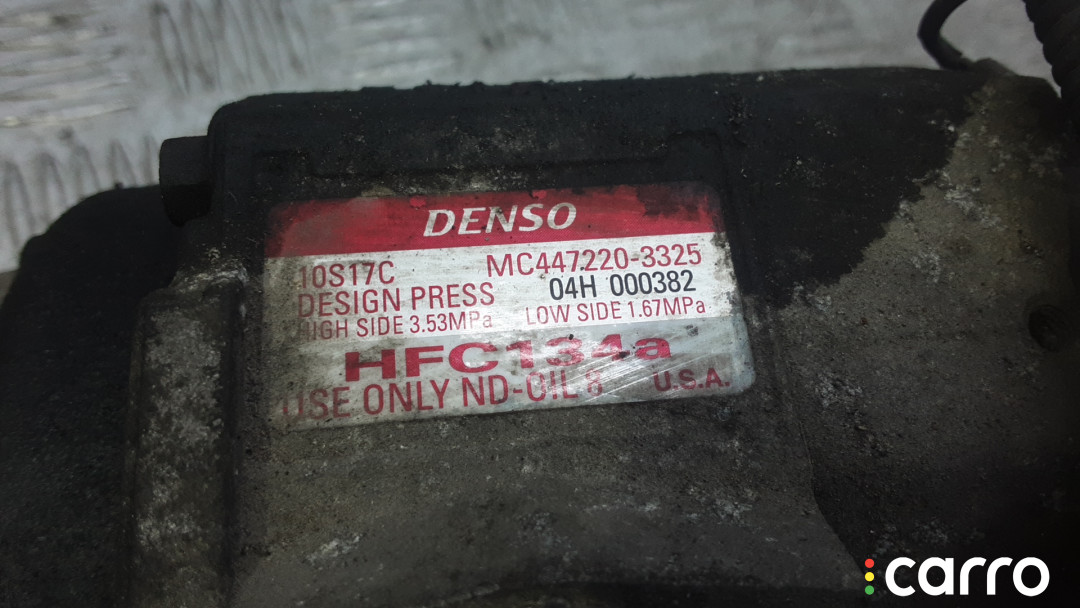 DENSO
10S17C MC447220-3325
DESIGN PRESS 04H 000382
HIGH SIDE 3.53MPa LOW SIDE 1.67MPa
HFC134a
USE ONLY ND-OIL 8 U.S.A.
carro